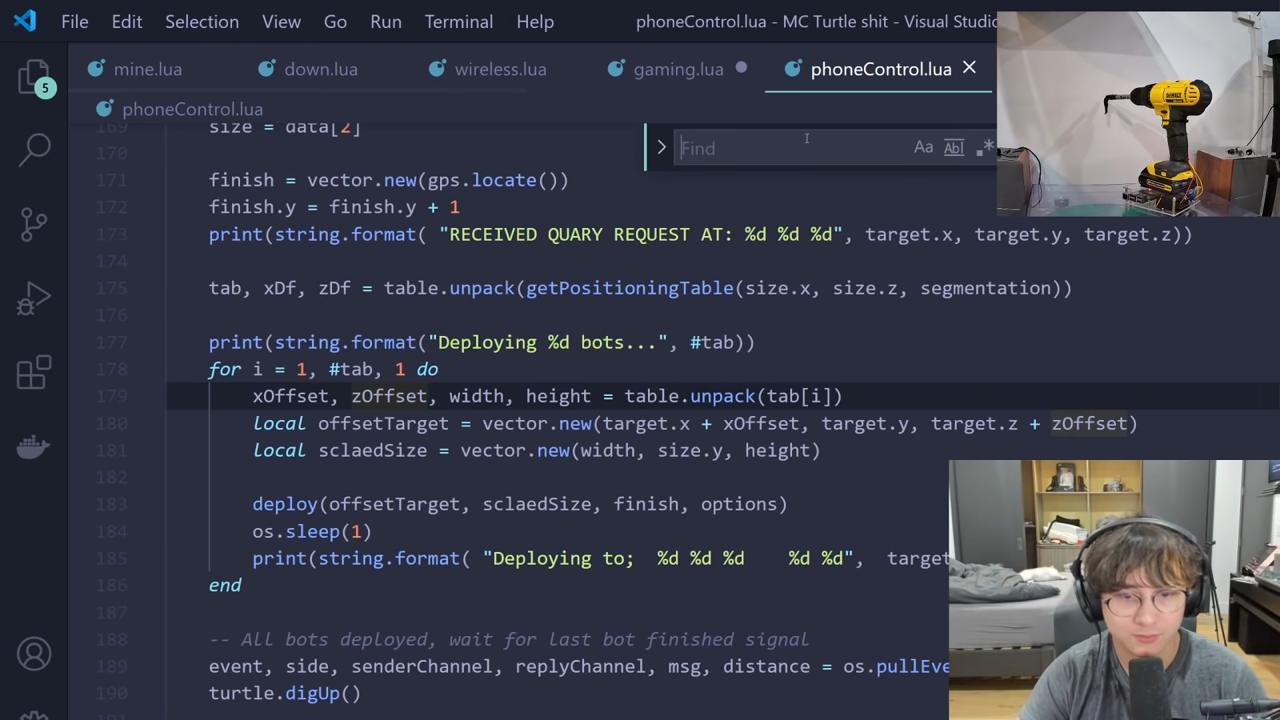 File Edit Selection View Go Run Terminal Help phoneControl.lua - MC Turtle shit - Visual Studio
mine.lua down.lua wireless.lua gaming.lua phoneControl.lua
5
phoneControl.lua
169 size = data[2]
Find Aa Abl .*
170
171 finish = vector.new(gps.locate())
172 finish.y = finish.y + 1
173 print(string.format( "RECEIVED QUARY REQUEST AT: %d %d %d", target.x, target.y, target.z))
174
175 tab, xDf, zDf = table.unpack(getPositioningTable(size.x, size.z, segmentation))
176
177 print(string.format("Deploying %d bots...", #tab))
178 for i = 1, #tab, 1 do
179 xOffset, zOffset, width, height = table.unpack(tab[i])
180 local offsetTarget = vector.new(target.x + xOffset, target.y, target.z + zOffset)
181 local sclaedSize = vector.new(width, size.y, height)
182
183 deploy(offsetTarget, sclaedSize, finish, options)
184 os.sleep(1)
185 print(string.format( "Deploying to; %d %d %d %d %d", target
186 end
187
188 -- All bots deployed, wait for last bot finished signal
189 event, side, senderChannel, replyChannel, msg, distance = os.pullEve
190 turtle.digUp()
DEWALT